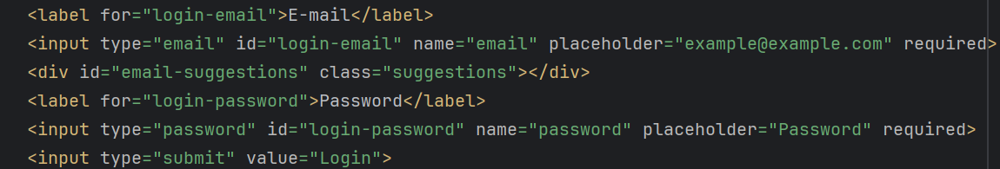 <label for="login-email">E-mail</label>
<input type="email" id="login-email" name="email" placeholder="example@example.com" required>
<div id="email-suggestions" class="suggestions"></div>
<label for="login-password">Password</label>
<input type="password" id="login-password" name="password" placeholder="Password" required>
<input type="submit" value="Login">